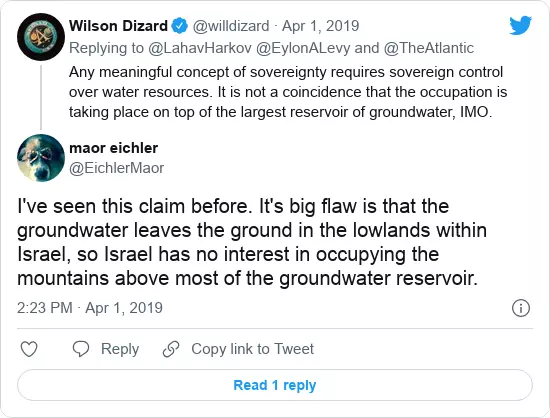 Wilson Dizard @willdizard · Apr 1, 2019
Replying to @LahavHarkov @EylonALevy and @TheAtlantic
Any meaningful concept of sovereignty requires sovereign control
over water resources. It is not a coincidence that the occupation is
taking place on top of the largest reservoir of groundwater, IMO.
maor eichler
@EichlerMaor
I've seen this claim before. It's big flaw is that the
groundwater leaves the ground in the lowlands within
Israel, so Israel has no interest in occupying the
mountains above most of the groundwater reservoir.
2:23 PM · Apr 1, 2019
Reply Copy link to Tweet
Read 1 reply